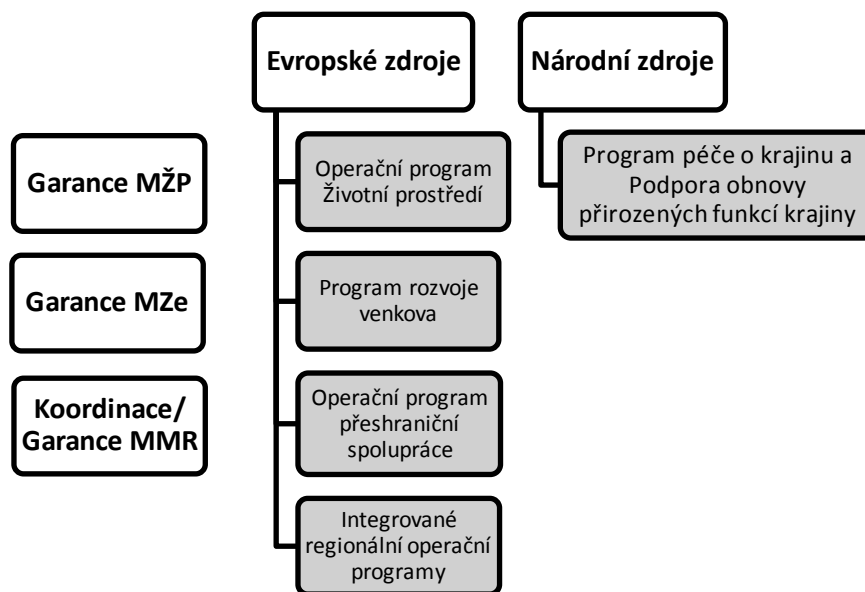 Evropské zdroje
Národní zdroje
Garance MŽP
Operační program
Životní prostředí
Program péče o krajinu a
Podpora obnovy
přirozených funkcí krajiny
Garance MZe
Program rozvoje
venkova
Koordinace/
Garance MMR
Operační program
přeshraniční
spolupráce
Integrované
regionální operační
programy